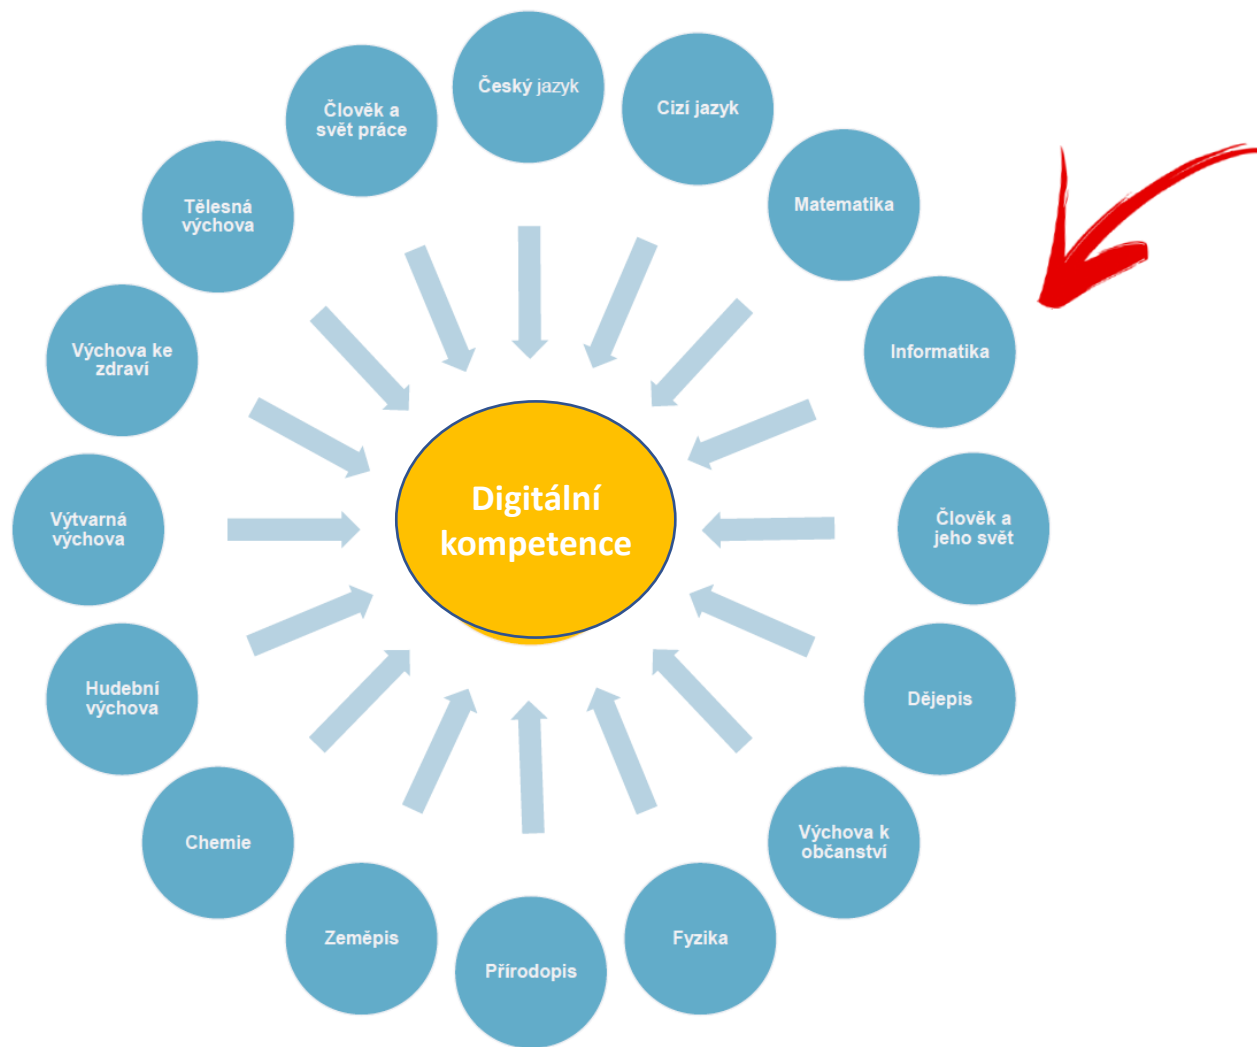 Český jazyk
Cizí jazyk
Matematika
Informatika
Člověk a
jeho svět
Dějepis
Výchova k
občanství
Fyzika
Přírodopis
Zeměpis
Chemie
Hudební
výchova
Výtvarná
výchova
Výchova ke
zdraví
Tělesná
výchova
Člověk a
svět práce
Digitální
kompetence